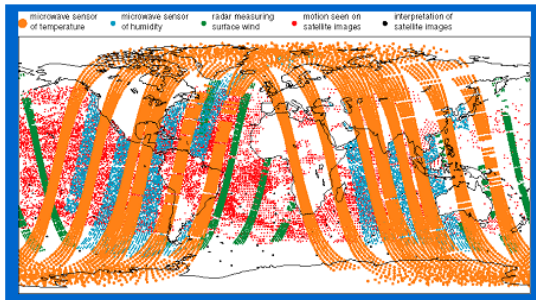 microwave sensor
of temperature
microwave sensor
of humidity
radar measuring
surface wind
motion seen on
satellite images
interpretation of
satellite images